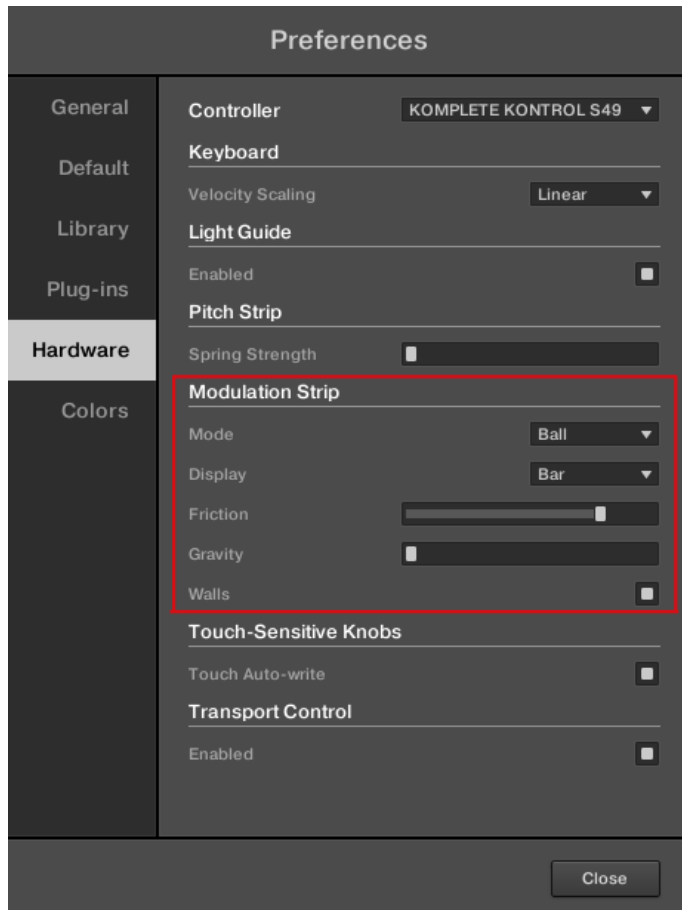 Preferences
General
Default
Library
Plug-ins
Hardware
Colors
Controller KOMPLETE KONTROL S49
Keyboard
Velocity Scaling Linear
Light Guide
Enabled
Pitch Strip
Spring Strength
Modulation Strip
Mode Ball
Display Bar
Friction
Gravity
Walls
Touch-Sensitive Knobs
Touch Auto-write
Transport Control
Enabled
Close